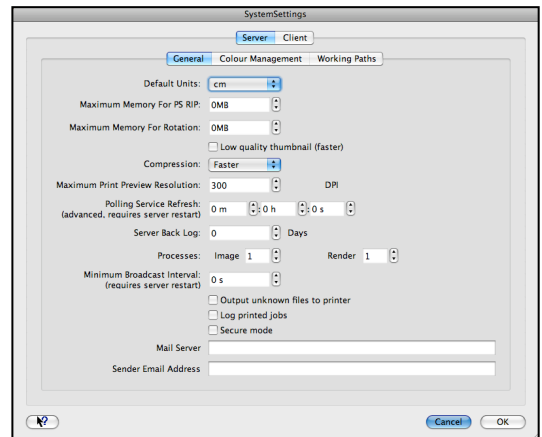 SystemSettings
Server Client
General Colour Management Working Paths
Default Units: cm
Maximum Memory For PS RIP: 0MB
Maximum Memory For Rotation: 0MB
Low quality thumbnail (faster)
Compression: Faster
Maximum Print Preview Resolution: 300 DPI
Polling Service Refresh:
(advanced, requires server restart) 0 m :0 h :0 s
Server Back Log: 0 Days
Processes: Image 1 Render 1
Minimum Broadcast Interval:
(requires server restart) 0 s
Output unknown files to printer
Log printed jobs
Secure mode
Mail Server
Sender Email Address
? Cancel OK